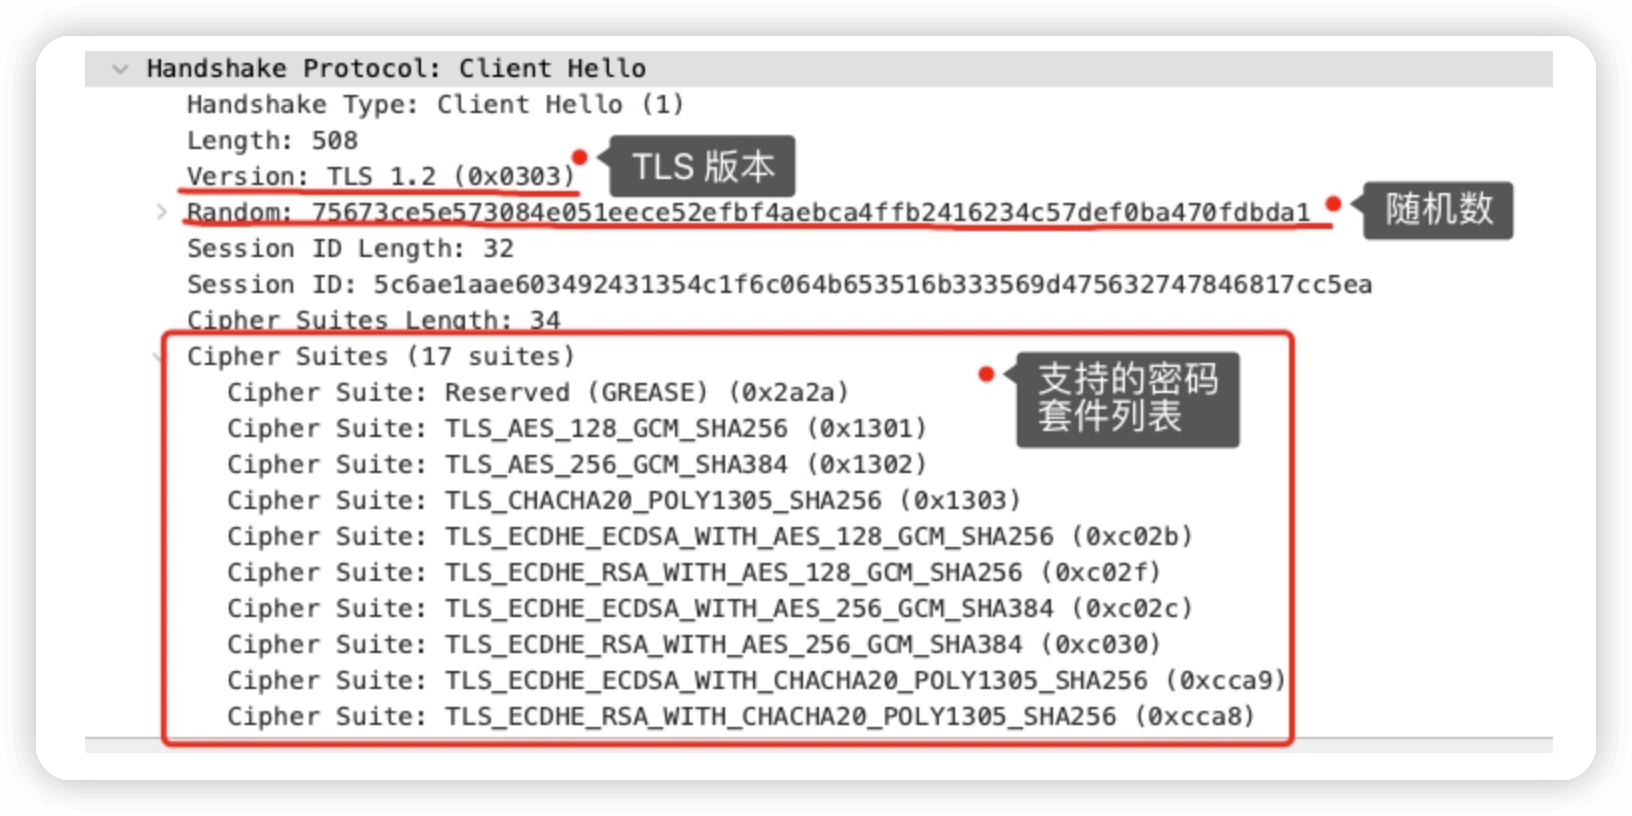 Handshake Protocol: Client Hello
Handshake Type: Client Hello (1)
Length: 508
Version: TLS 1.2 (0x0303)
TLS 版本
Random: 75673ce5e573084e051eece52efbf4aebca4ffb2416234c57def0ba470fdbda1
随机数
Session ID Length: 32
Session ID: 5c6ae1aae603492431354c1f6c064b653516b333569d475632747846817cc5ea
Cipher Suites Length: 34
Cipher Suites (17 suites)
支持的密码
套件列表
Cipher Suite: Reserved (GREASE) (0x2a2a)
Cipher Suite: TLS_AES_128_GCM_SHA256 (0x1301)
Cipher Suite: TLS_AES_256_GCM_SHA384 (0x1302)
Cipher Suite: TLS_CHACHA20_POLY1305_SHA256 (0x1303)
Cipher Suite: TLS_ECDHE_ECDSA_WITH_AES_128_GCM_SHA256 (0xc02b)
Cipher Suite: TLS_ECDHE_RSA_WITH_AES_128_GCM_SHA256 (0xc02f)
Cipher Suite: TLS_ECDHE_ECDSA_WITH_AES_256_GCM_SHA384 (0xc02c)
Cipher Suite: TLS_ECDHE_RSA_WITH_AES_256_GCM_SHA384 (0xc030)
Cipher Suite: TLS_ECDHE_ECDSA_WITH_CHACHA20_POLY1305_SHA256 (0xcca9)
Cipher Suite: TLS_ECDHE_RSA_WITH_CHACHA20_POLY1305_SHA256 (0xcca8)